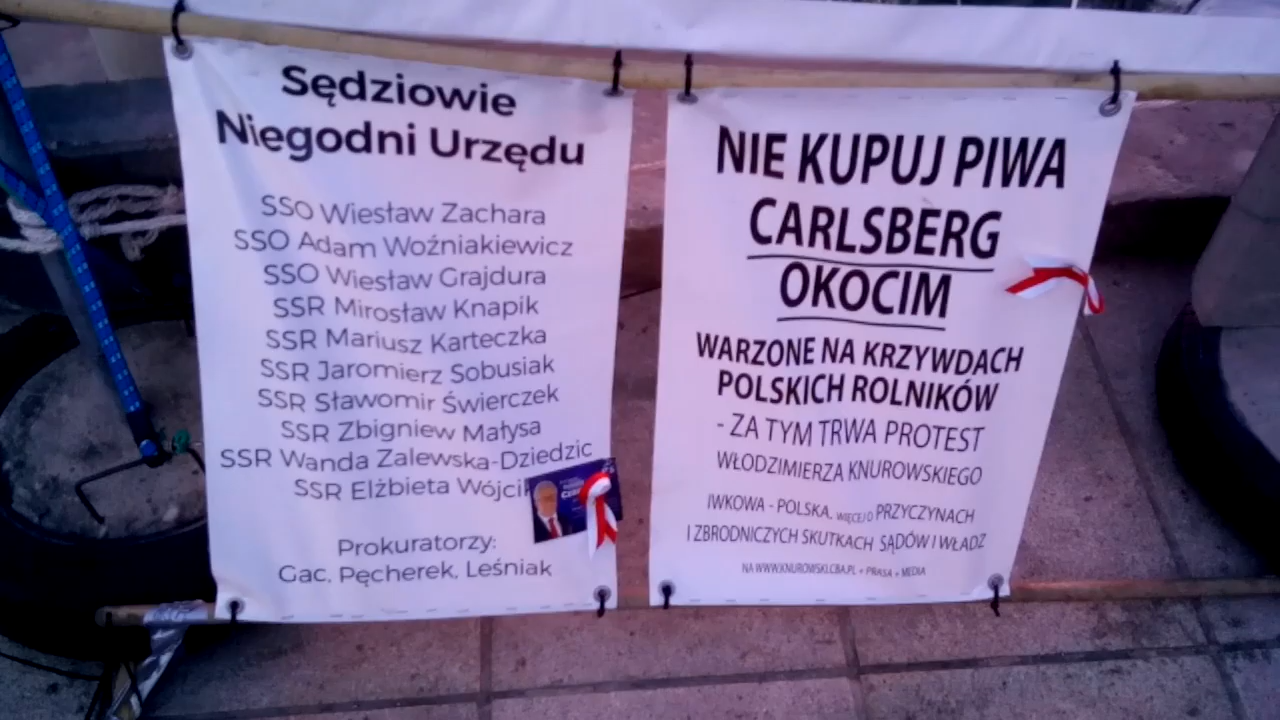 Sędziowie
Niegodni Urzędu
SSO Wiesław Zachara
SSO Adam Woźniakiewicz
SSO Wiesław Grajdura
SSR Mirosław Knapik
SSR Mariusz Karteczka
SSR Jaromierz Sobusiak
SSR Sławomir Świerczek
SSR Zbigniew Małysa
SSR Wanda Zalewska-Dziedzic
SSR Elżbieta Wójci
Prokuratorzy:
Gac, Pęcherek, Leśniak
NIE KUPUJ PIWA
CARLSBERG
OKOCIM
WARZONE NA KRZYWDACH
POLSKICH ROLNIKÓW
- ZA TYM TRWA PROTEST
WŁODZIMIERZA KNUROWSKIEGO
IWKOWA - POLSKA, WIĘCEJ O PRZYCZYNACH
I ZBRODNICZYCH SKUTKACH SĄDÓW I WŁADZ
NA WWW.KNUROWSKI.CBA.PL + PRASA + MEDIA